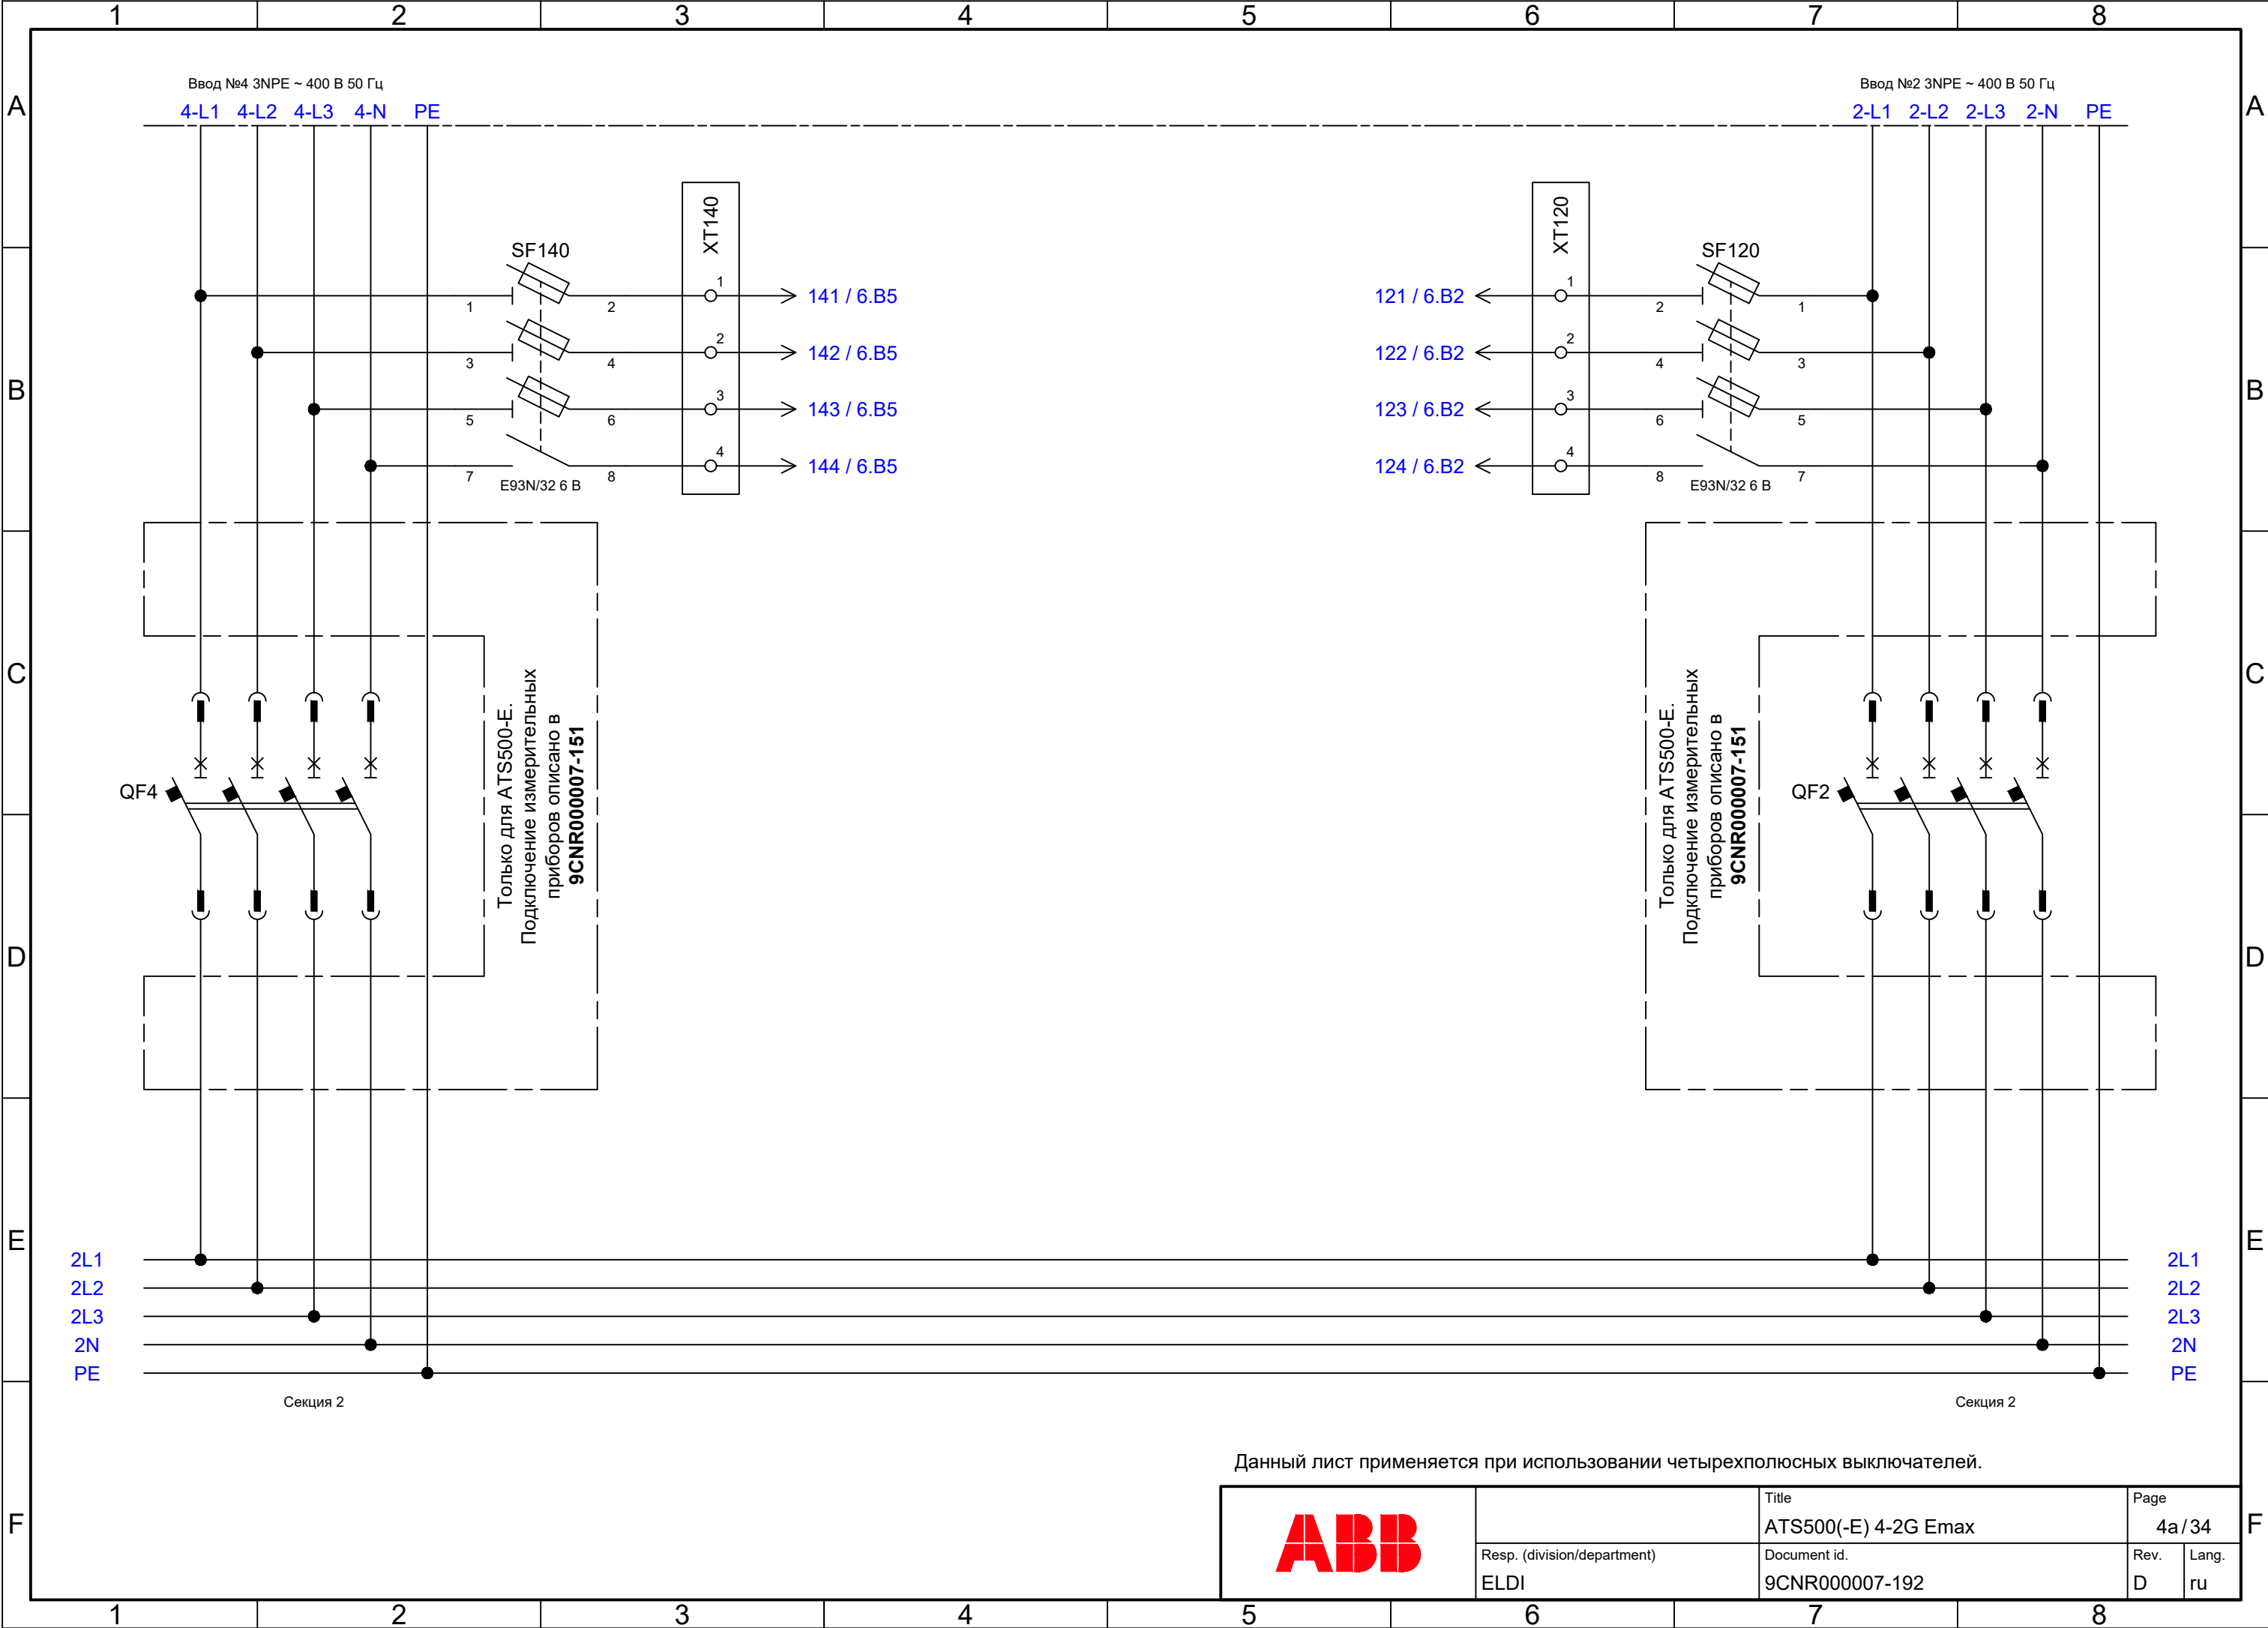 1 2 3 4 5 6 7 8
A A
B B
C C
D D
E E
F F
Ввод №4 3NPE ~ 400 В 50 Гц
4-L1 4-L2 4-L3 4-N PE
Ввод №2 3NPE ~ 400 В 50 Гц
2-L1 2-L2 2-L3 2-N PE
SF140
XT140
1 2 1 141 / 6.B5
3 4 2 142 / 6.B5
5 6 3 143 / 6.B5
7 8 4 144 / 6.B5
E93N/32 6 В
XT120
SF120
121 / 6.B2 1 2 1
122 / 6.B2 2 4 3
123 / 6.B2 3 6 5
124 / 6.B2 4 8 7
E93N/32 6 В
QF4
Только для ATS500-E.
Подключение измерительных
приборов описано в
9CNR000007-151
Только для ATS500-E.
Подключение измерительных
приборов описано в
9CNR000007-151
QF2
2L1 2L1
2L2 2L2
2L3 2L3
2N 2N
PE PE
Секция 2
Секция 2
Данный лист применяется при использовании четырехполюсных выключателей.
ABB
Title
ATS500(-E) 4-2G Emax
Page
4a/34
Resp. (division/department)
ELDI
Document id.
9CNR000007-192
Rev.
D
Lang.
ru
1 2 3 4 5 6 7 8